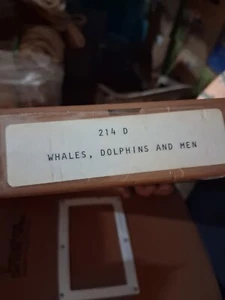 214 D
WHALES, DOLPHINS AND MEN